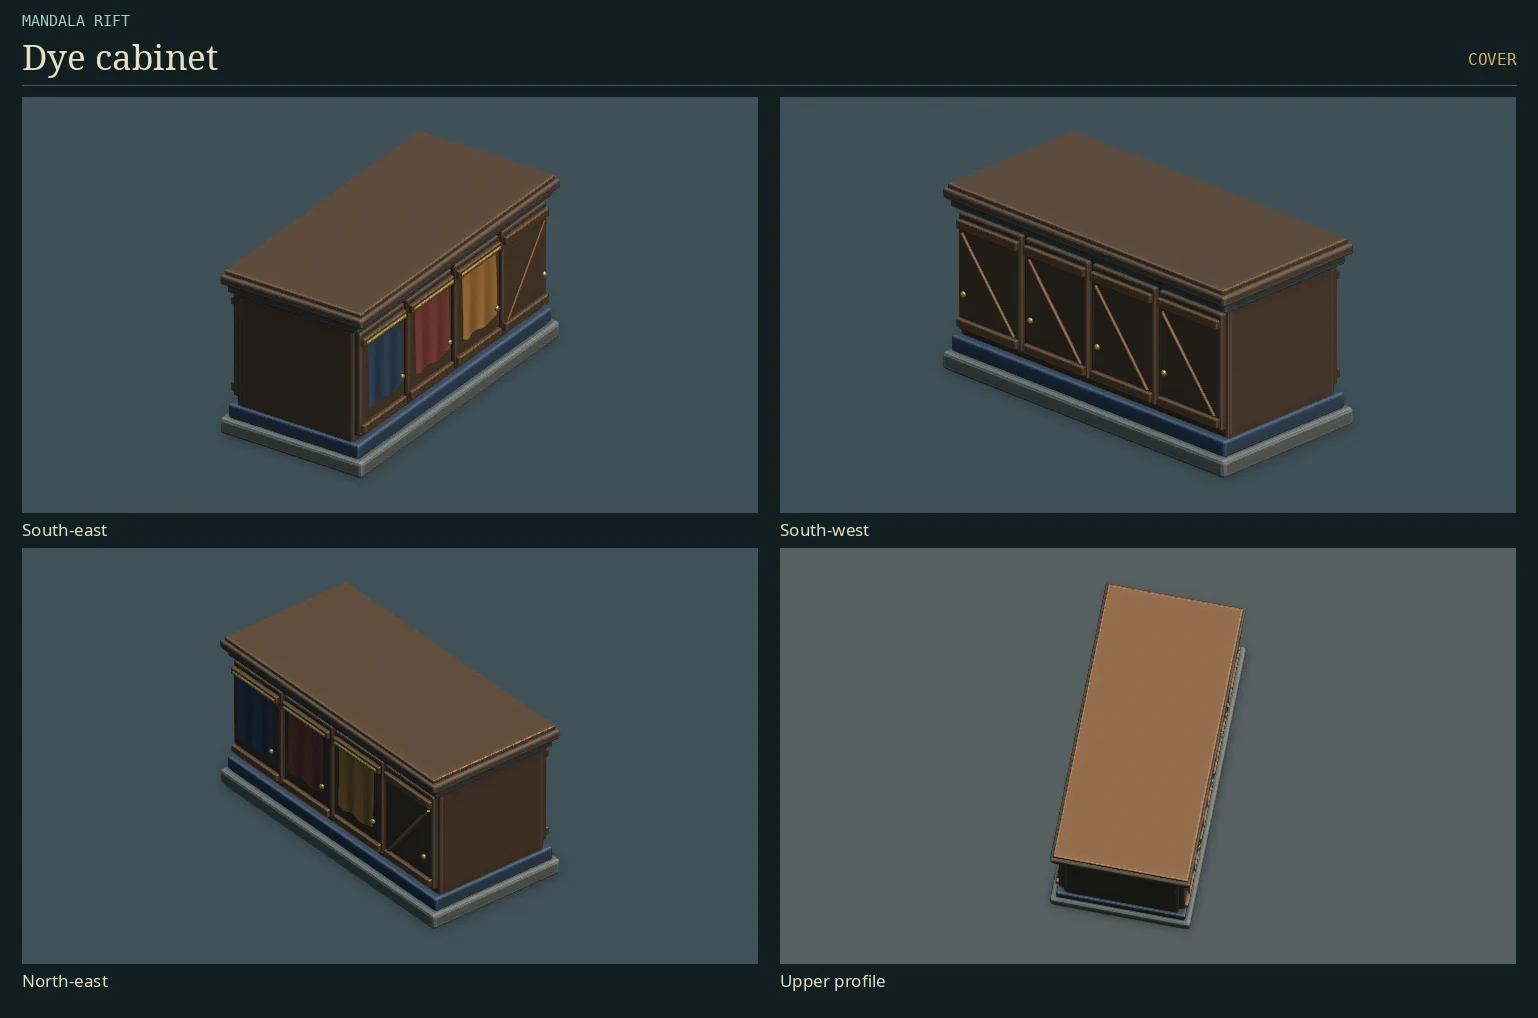 MANDALA RIFT
Dye cabinet
COVER
South-east
South-west
North-east
Upper profile